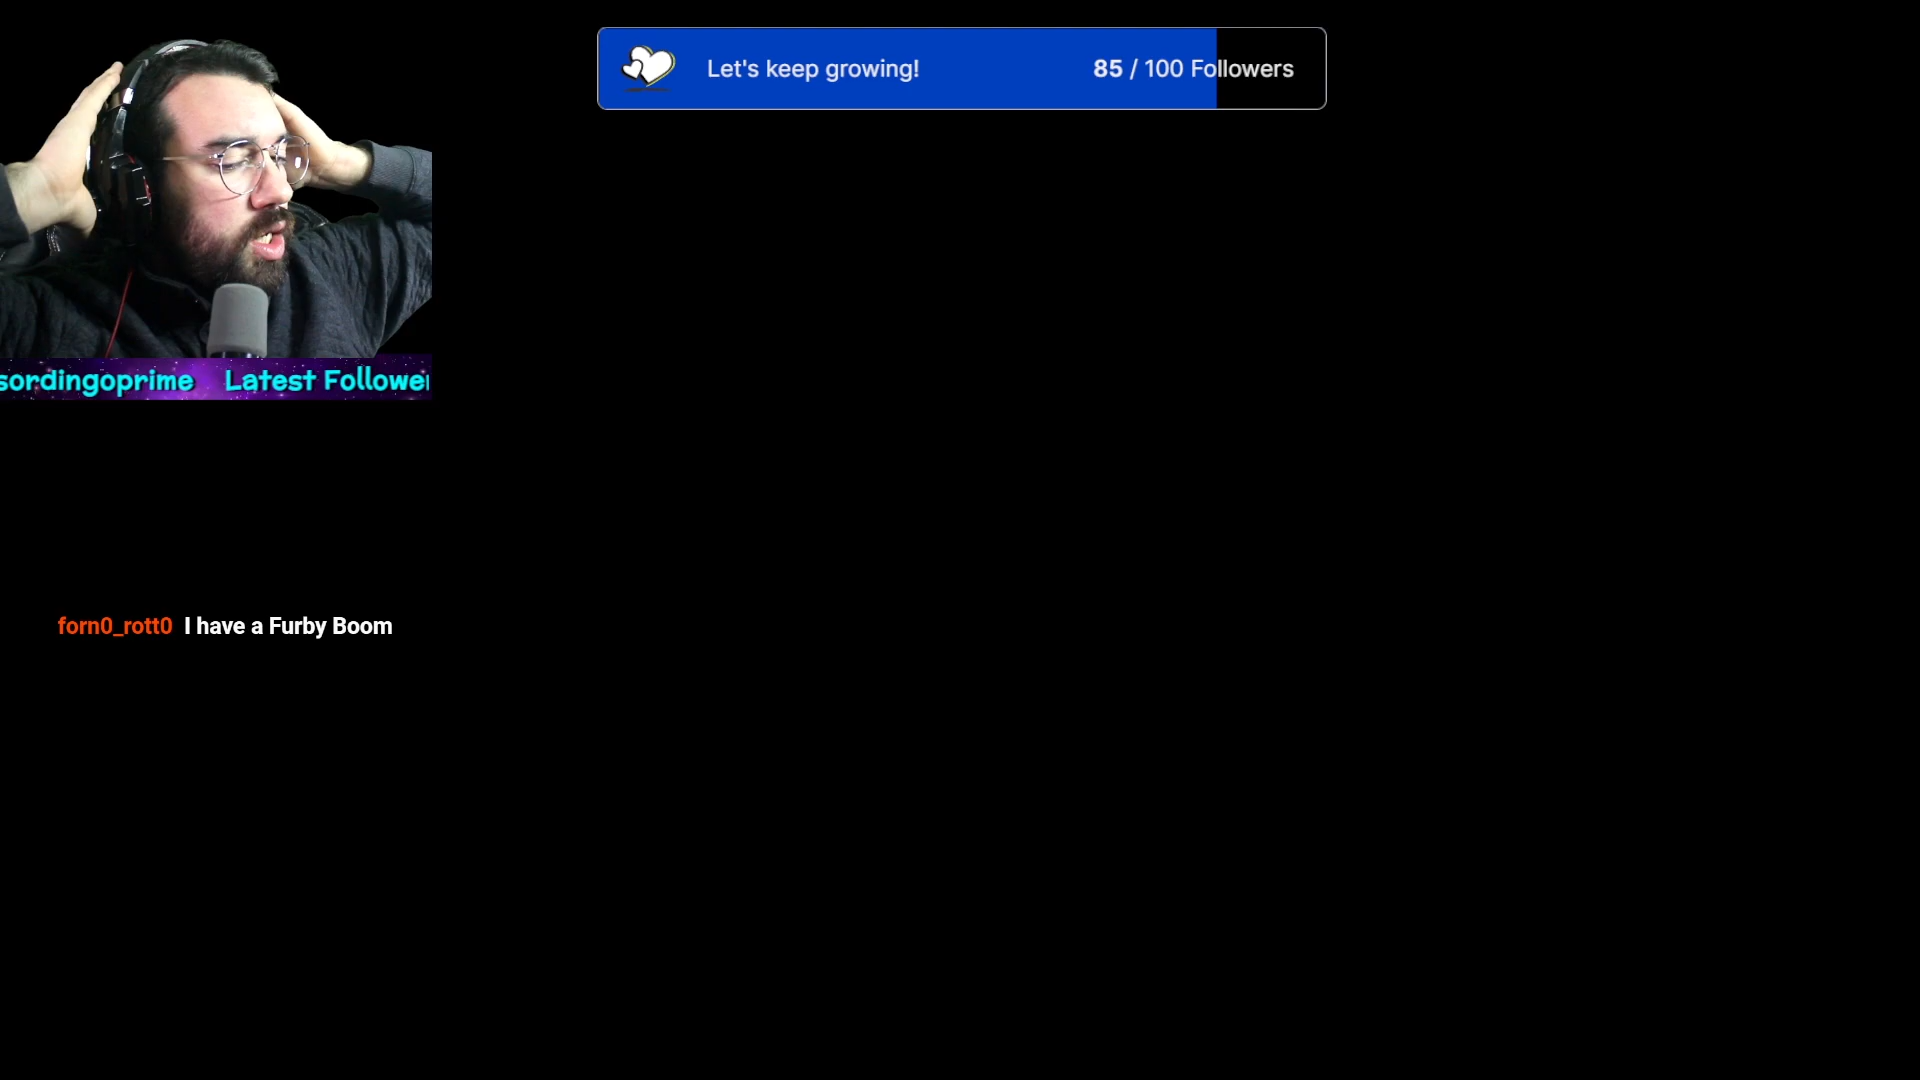 Let's keep growing! 85 / 100 Followers
sordingoprime Latest Follower
forn0_rott0 I have a Furby Boom